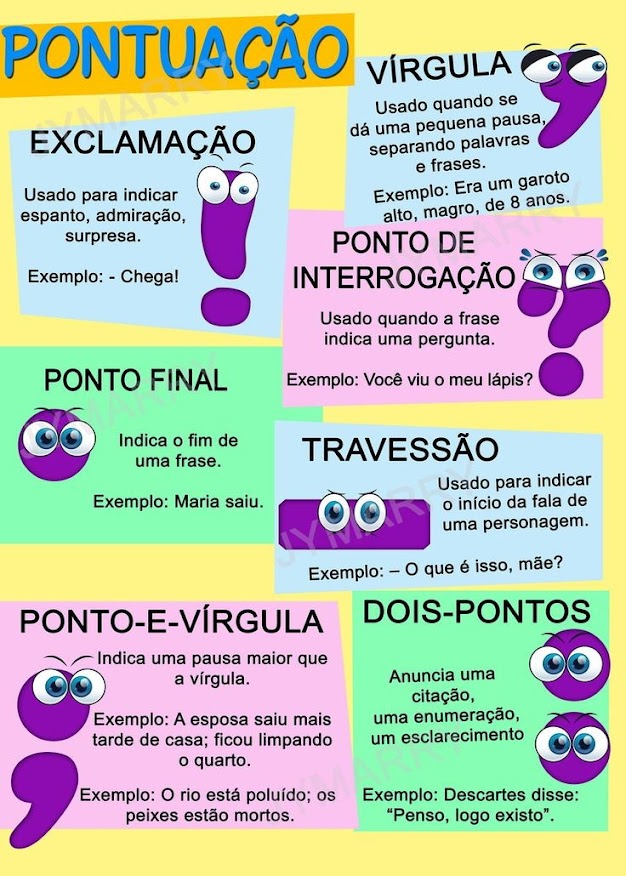 PONTUAÇÃO
VÍRGULA
Usado quando se
dá uma pequena pausa,
separando palavras
e frases.
Exemplo: Era um garoto
alto, magro, de 8 anos.
EXCLAMAÇÃO
Usado para indicar
espanto, admiração,
surpresa.
Exemplo: - Chega!
PONTO DE
INTERROGAÇÃO
Usado quando a frase
indica uma pergunta.
Exemplo: Você viu o meu lápis?
PONTO FINAL
Indica o fim de
uma frase.
Exemplo: Maria saiu.
TRAVESSÃO
Usado para indicar
o início da fala de
uma personagem.
Exemplo: – O que é isso, mãe?
PONTO-E-VÍRGULA
Indica uma pausa maior que
a vírgula.
Exemplo: A esposa saiu mais
tarde de casa; ficou limpando
o quarto.
Exemplo: O rio está poluído; os
peixes estão mortos.
DOIS-PONTOS
Anuncia uma
citação,
uma enumeração,
um esclarecimento
Exemplo: Descartes disse:
“Penso, logo existo”.
JYMARRY
JYMARRY
JYMARRY
JYMARRY
JYMARRY